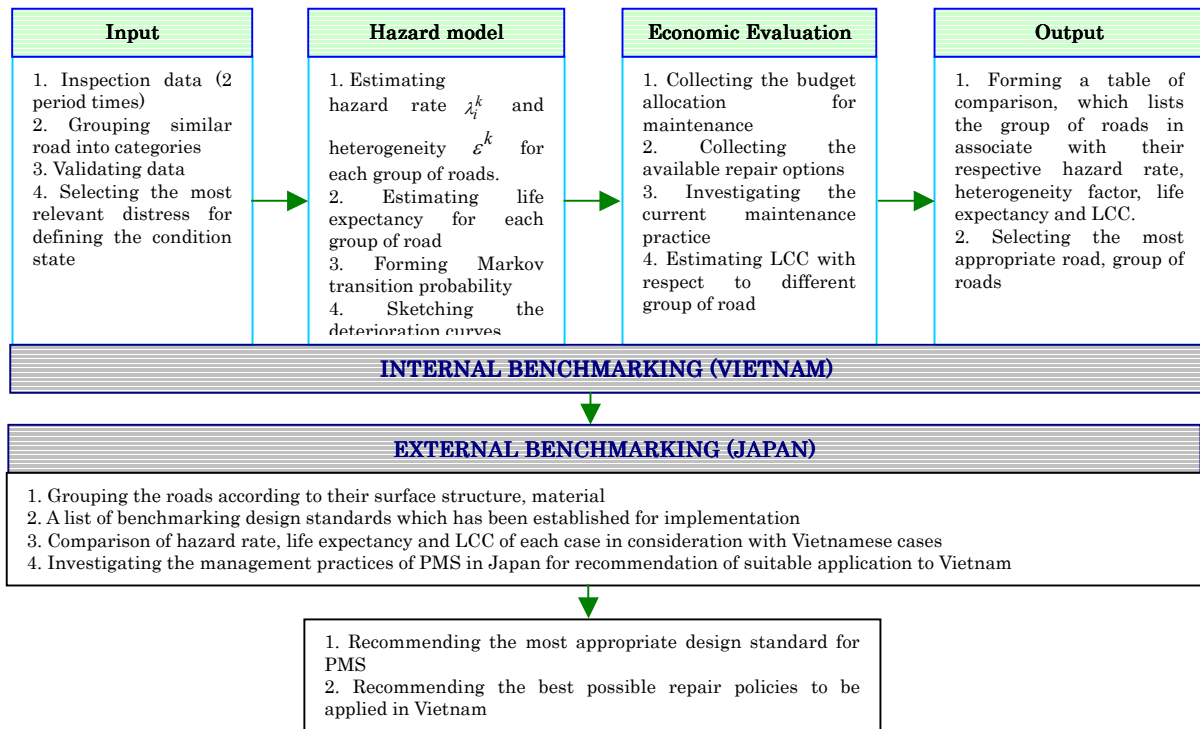 Input
1. Inspection data (2
period times)
2. Grouping similar
road into categories
3. Validating data
4. Selecting the most
relevant distress for
defining the condition
state
Hazard model
1. Estimating
hazard rate λ_i^k and
heterogeneity ε^k for
each group of roads.
2. Estimating life
expectancy for each
group of road
3. Forming Markov
transition probability
4. Sketching the
deterioration curves
Economic Evaluation
1. Collecting the budget
allocation for
maintenance
2. Collecting the
available repair options
3. Investigating the
current maintenance
practice
4. Estimating LCC with
respect to different
group of road
Output
1. Forming a table of
comparison, which lists
the group of roads in
associate with their
respective hazard rate,
heterogeneity factor, life
expectancy and LCC.
2. Selecting the most
appropriate road, group of
roads
INTERNAL BENCHMARKING (VIETNAM)
EXTERNAL BENCHMARKING (JAPAN)
1. Grouping the roads according to their surface structure, material
2. A list of benchmarking design standards which has been established for implementation
3. Comparison of hazard rate, life expectancy and LCC of each case in consideration with Vietnamese cases
4. Investigating the management practices of PMS in Japan for recommendation of suitable application to Vietnam
1. Recommending the most appropriate design standard for
PMS
2. Recommending the best possible repair policies to be
applied in Vietnam